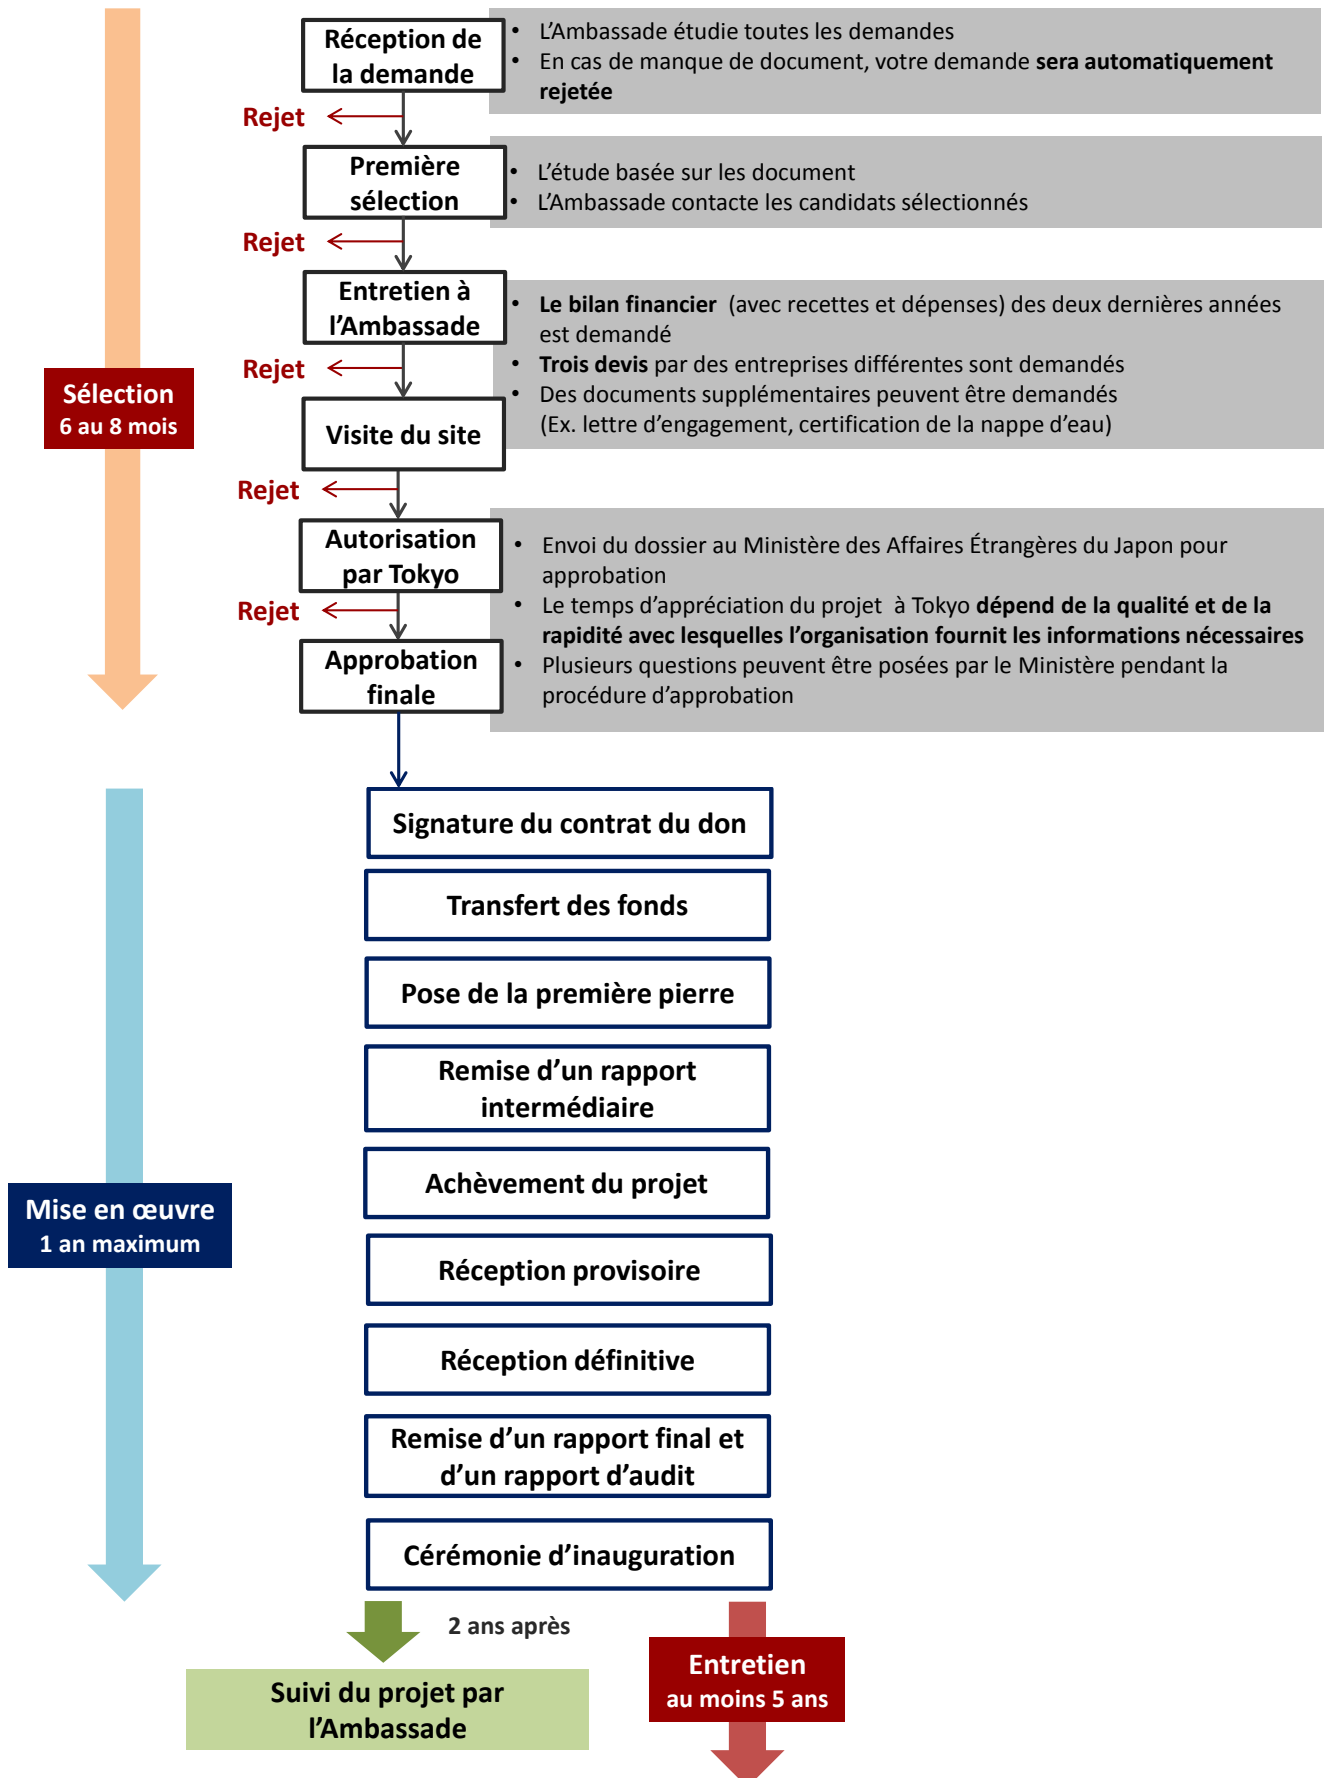 Réception de
la demande
• L’Ambassade étudie toutes les demandes
• En cas de manque de document, votre demande sera automatiquement
rejetée
Rejet
Première
sélection
• L’étude basée sur les document
• L’Ambassade contacte les candidats sélectionnés
Rejet
Entretien à
l’Ambassade
• Le bilan financier (avec recettes et dépenses) des deux dernières années
est demandé
• Trois devis par des entreprises différentes sont demandés
• Des documents supplémentaires peuvent être demandés
(Ex. lettre d’engagement, certification de la nappe d’eau)
Rejet
Sélection
6 au 8 mois
Visite du site
Rejet
Autorisation
par Tokyo
• Envoi du dossier au Ministère des Affaires Étrangères du Japon pour
approbation
• Le temps d’appréciation du projet à Tokyo dépend de la qualité et de la
rapidité avec lesquelles l’organisation fournit les informations nécessaires
• Plusieurs questions peuvent être posées par le Ministère pendant la
procédure d’approbation
Rejet
Approbation
finale
Signature du contrat du don
Transfert des fonds
Pose de la première pierre
Remise d’un rapport
intermédiaire
Achèvement du projet
Mise en œuvre
1 an maximum
Réception provisoire
Réception définitive
Remise d’un rapport final et
d’un rapport d’audit
Cérémonie d’inauguration
2 ans après
Suivi du projet par
l’Ambassade
Entretien
au moins 5 ans